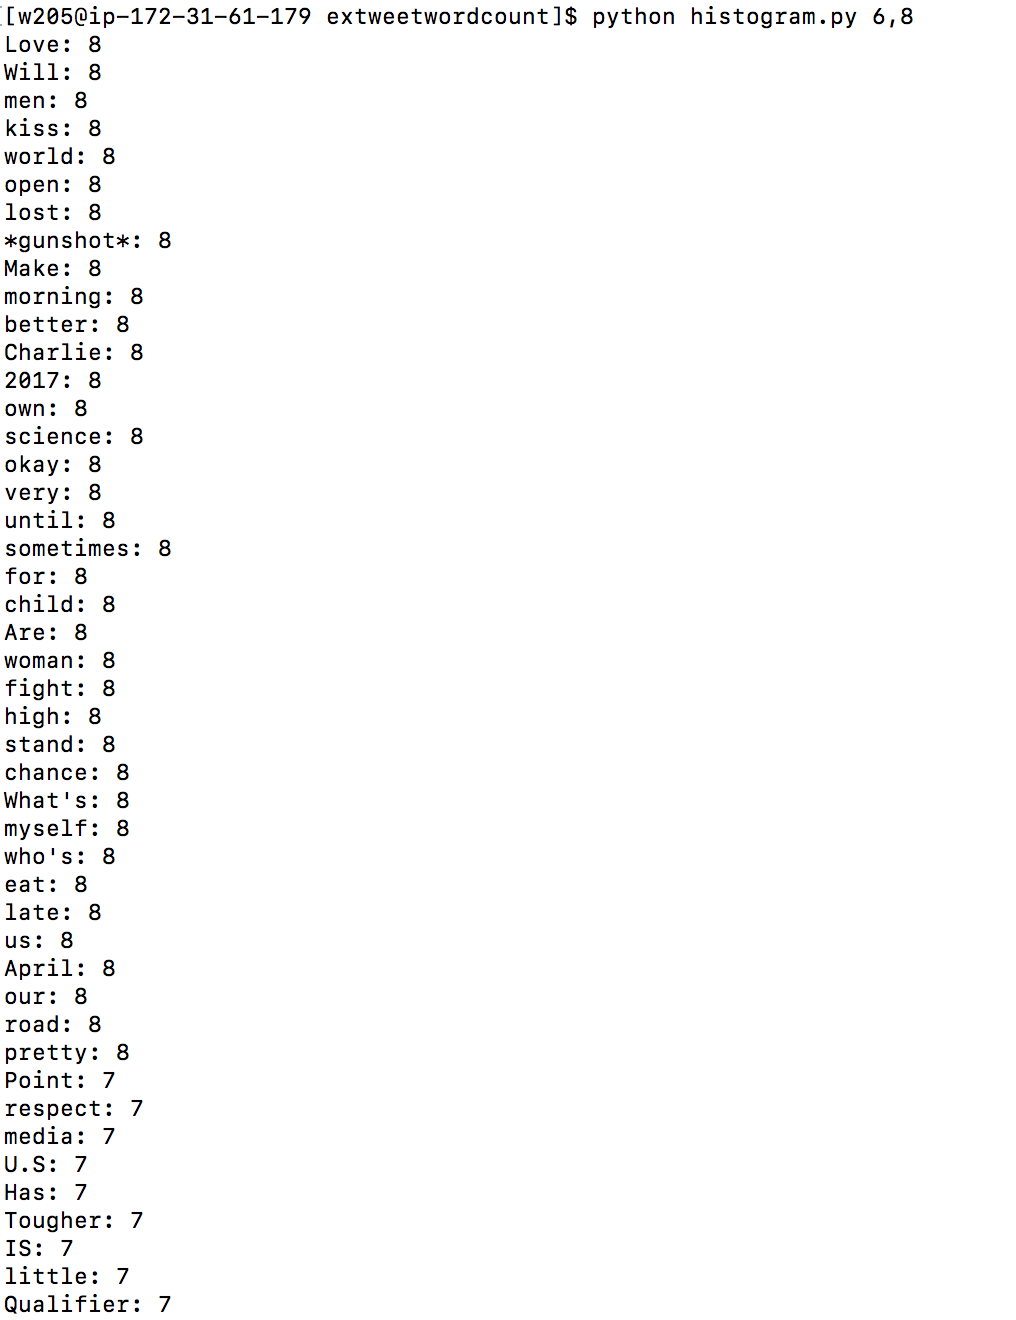 [w205@ip-172-31-61-179 extweetwordcount]$ python histogram.py 6,8
Love: 8
Will: 8
men: 8
kiss: 8
world: 8
open: 8
lost: 8
*gunshot*: 8
Make: 8
morning: 8
better: 8
Charlie: 8
2017: 8
own: 8
science: 8
okay: 8
very: 8
until: 8
sometimes: 8
for: 8
child: 8
Are: 8
woman: 8
fight: 8
high: 8
stand: 8
chance: 8
What's: 8
myself: 8
who's: 8
eat: 8
late: 8
us: 8
April: 8
our: 8
road: 8
pretty: 8
Point: 7
respect: 7
media: 7
U.S: 7
Has: 7
Tougher: 7
IS: 7
little: 7
Qualifier: 7